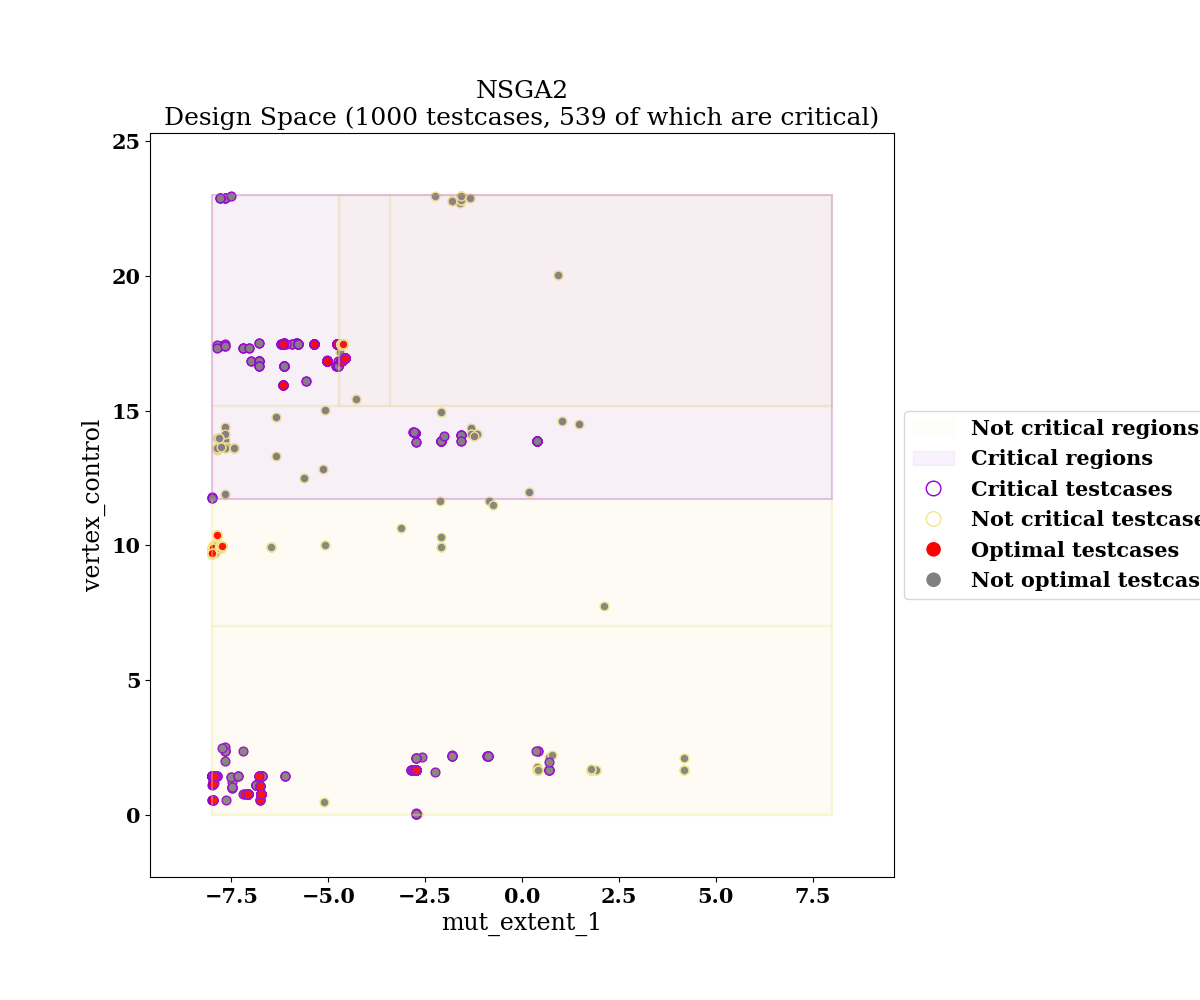 NSGA2
Design Space (1000 testcases, 539 of which are critical)
25
20
15
10
5
0
vertex_control
−7.5 −5.0 −2.5 0.0 2.5 5.0 7.5
mut_extent_1
Not critical regions
Critical regions
Critical testcases
Not critical testcase
Optimal testcases
Not optimal testcas